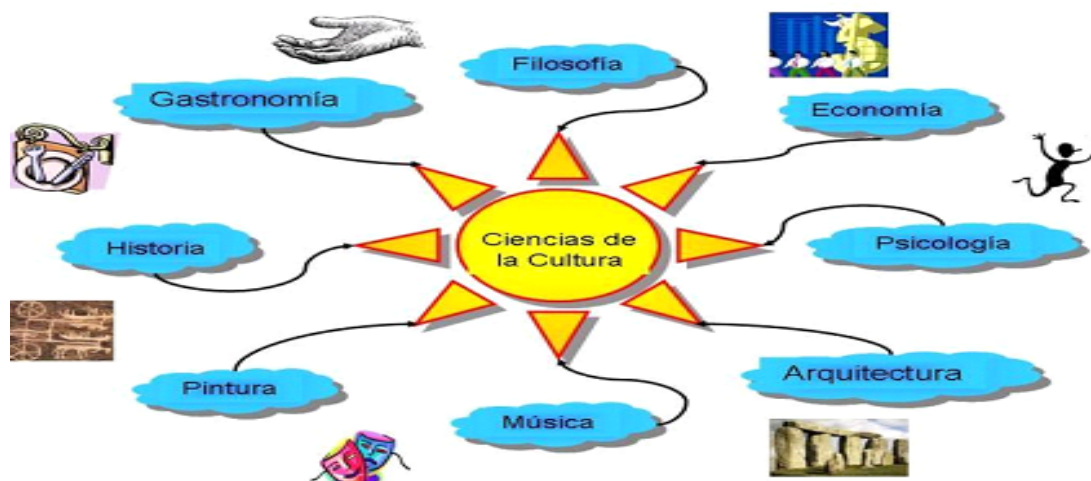 Filosofía
Gastronomía
Economía
Historia
Ciencias de
la Cultura
Psicología
Pintura
Música
Arquitectura